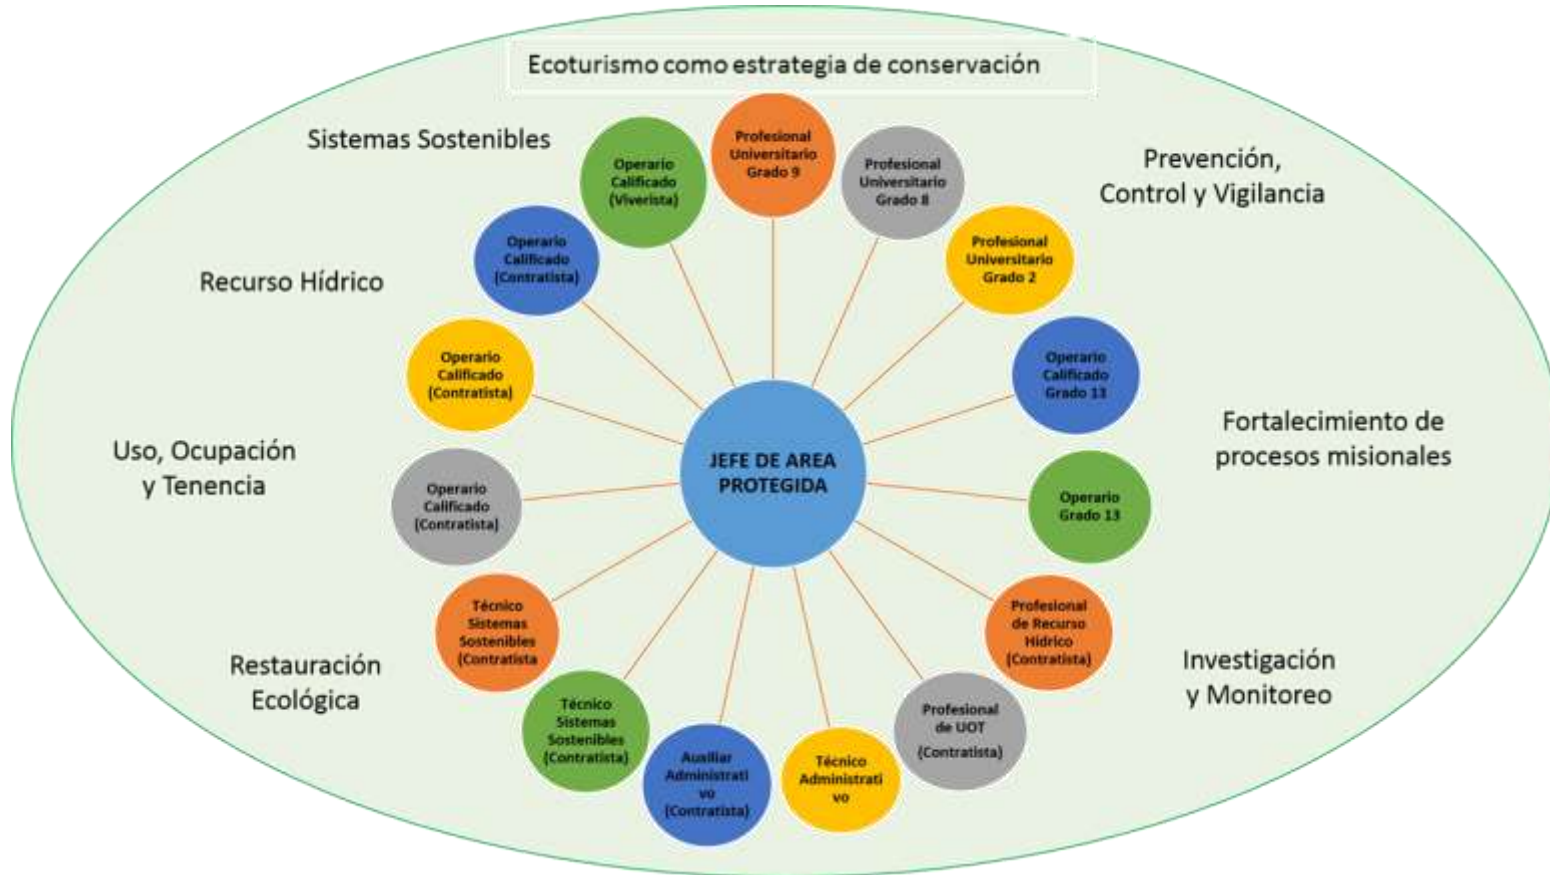 Ecoturismo como estrategia de conservación
Sistemas Sostenibles
Prevención,
Control y Vigilancia
Recurso Hídrico
Fortalecimiento de
procesos misionales
Uso, Ocupación
y Tenencia
Investigación
y Monitoreo
Restauración
Ecológica
JEFE DE AREA
PROTEGIDA
Profesional
Universitario
Grado 9
Profesional
Universitario
Grado 8
Profesional
Universitario
Grado 2
Operario
Calificado
Grado 13
Operario
Grado 13
Profesional
de Recurso
Hídrico
(Contratista)
Profesional
de UOT
(Contratista)
Técnico
Administrati
vo
Auxiliar
Administrati
vo
(Contratista)
Técnico
Sistemas
Sostenibles
(Contratista)
Técnico
Sistemas
Sostenibles
(Contratista
Operario
Calificado
(Contratista)
Operario
Calificado
(Contratista)
Operario
Calificado
(Contratista)
Operario
Calificado
(Viverista)